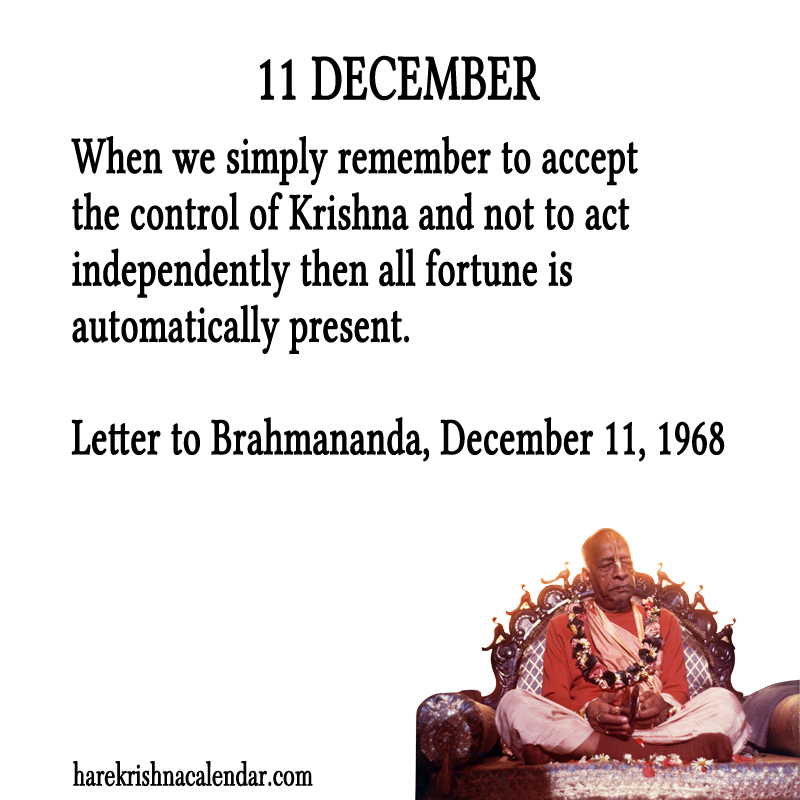 11 DECEMBER
When we simply remember to accept
the control of Krishna and not to act
independently then all fortune is
automatically present.
Letter to Brahmananda, December 11, 1968
harekrishnacalendar.com